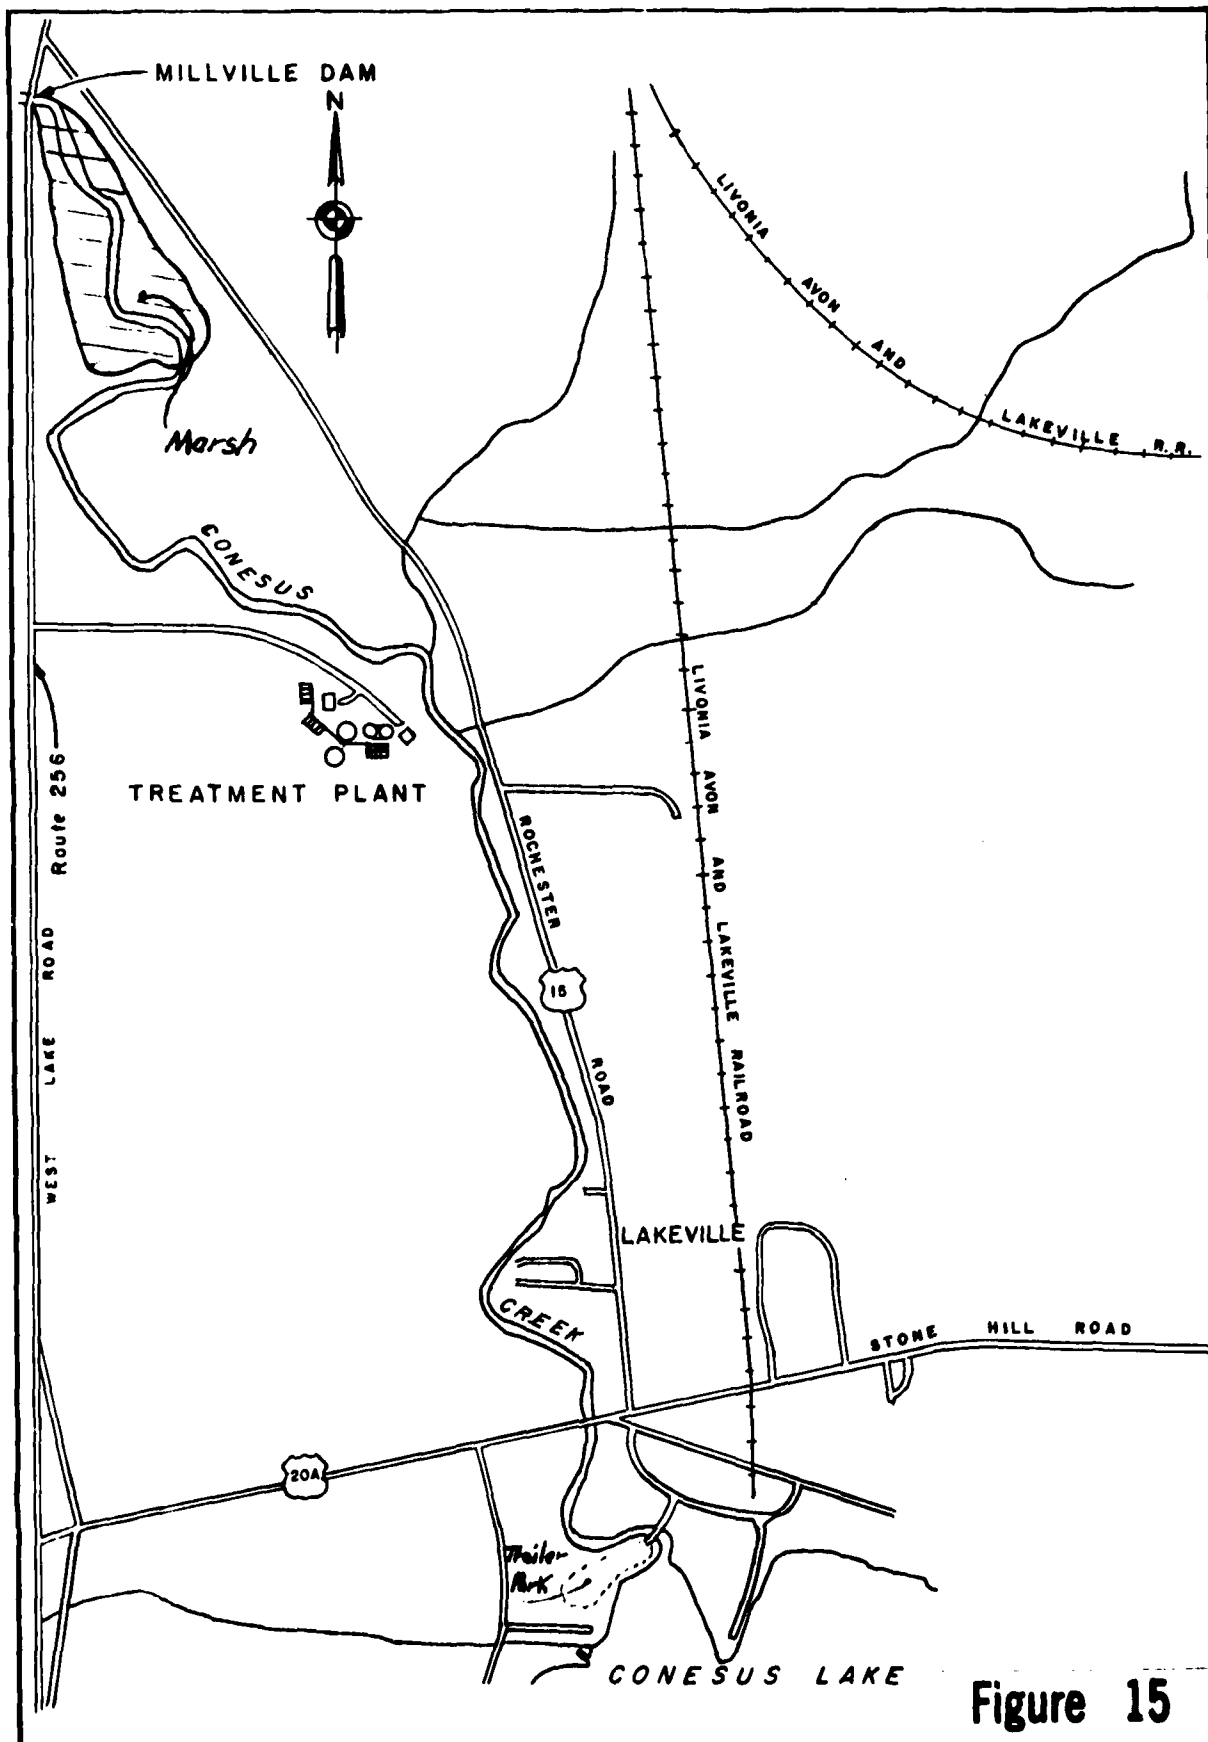 MILLVILLE DAM
N
LIVONIA AVON AND LAKEVILLE R.R.
Marsh
CONESUS
Route 256
TREATMENT PLANT
LIVONIA AVON AND LAKEVILLE RAILROAD
ROCHESTER
15
ROAD
WEST LAKE ROAD
LAKEVILLE
CREEK
STONE HILL ROAD
20A
Trailer
Park
CONESUS LAKE
Figure 15